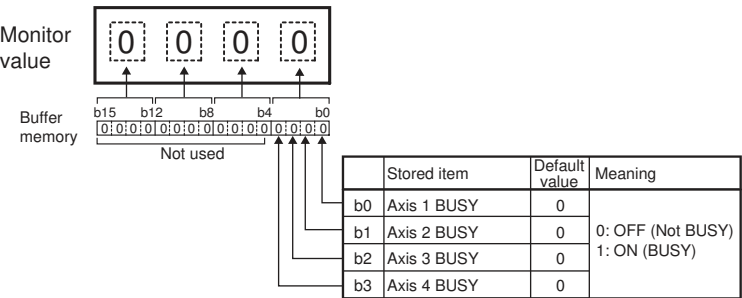 Monitor value
0 0 0 0
Buffer memory
b15 b12 b8 b4 b0
0 0 0 0 0 0 0 0 0 0 0 0 0 0 0 0
Not used
Stored item Default value Meaning
b0 Axis 1 BUSY 0
b1 Axis 2 BUSY 0
b2 Axis 3 BUSY 0
b3 Axis 4 BUSY 0
0: OFF (Not BUSY)
1: ON (BUSY)